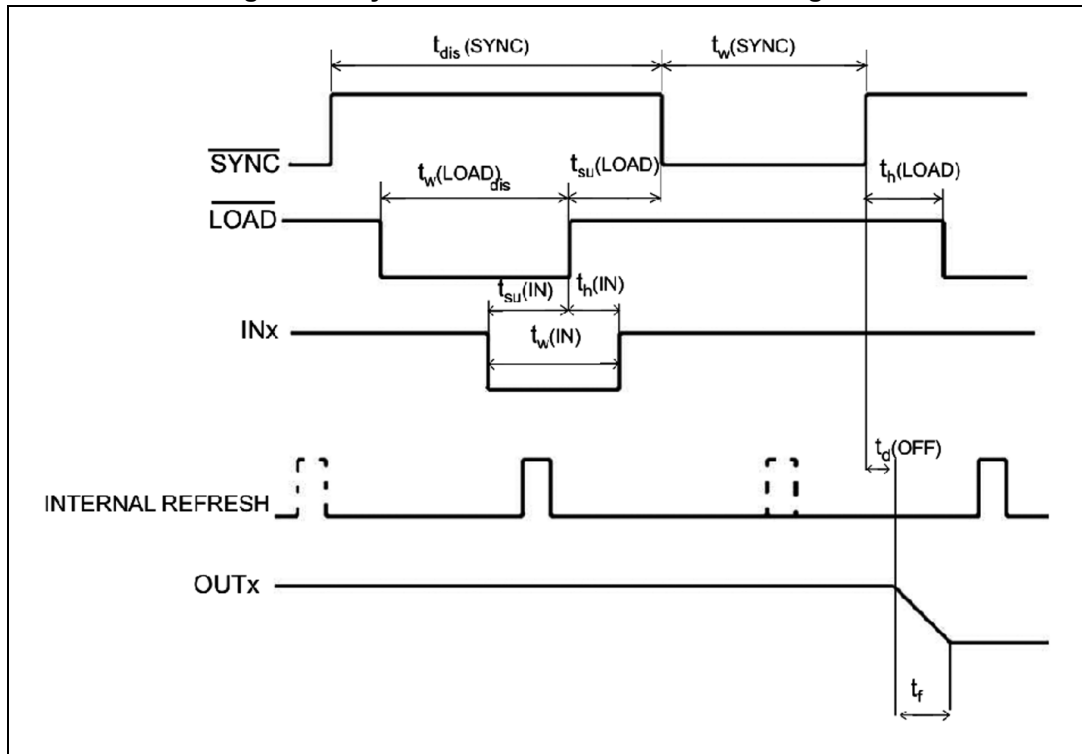 t_dis (SYNC) t_w(SYNC)
SYNC
t_w(LOAD)_dis t_su(LOAD) t_h(LOAD)
LOAD
t_su(IN) t_h(IN)
INx t_w(IN)
t_d(OFF)
INTERNAL REFRESH
OUTx
t_f